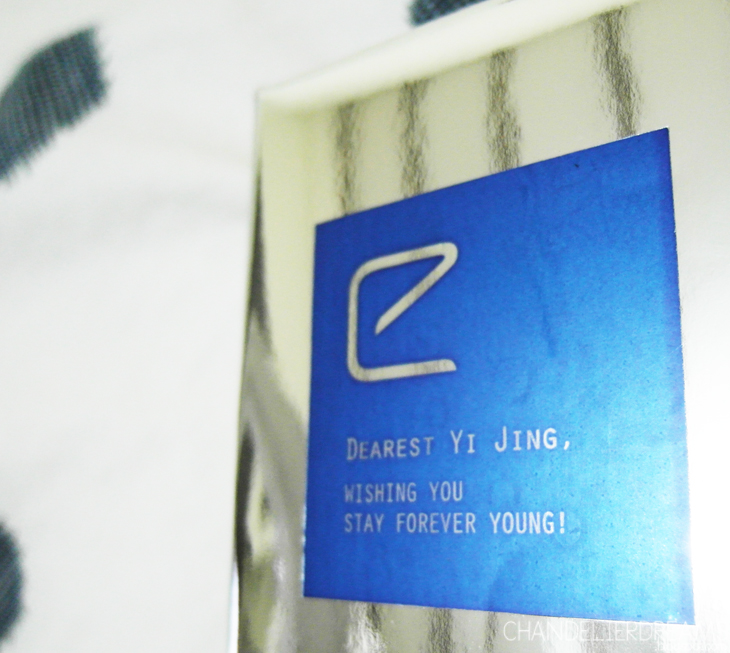 e
DEAREST YI JING,
WISHING YOU
STAY FOREVER YOUNG!